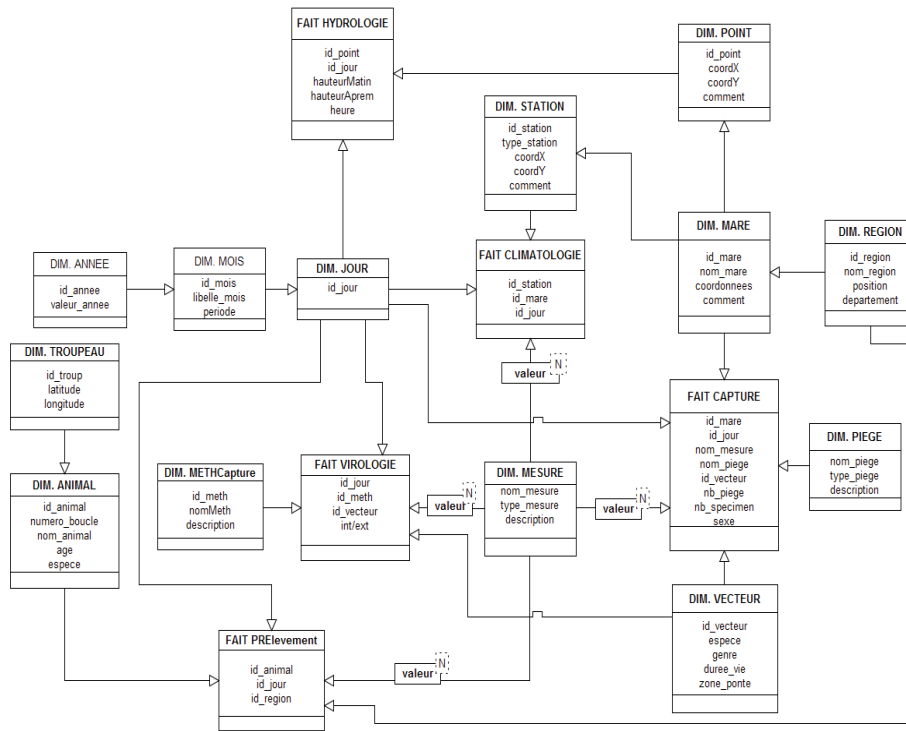 FAIT HYDROLOGIE
id_point
id_jour
hauteurMatin
hauteurAprem
heure
DIM. POINT
id_point
coordX
coordY
comment
DIM. STATION
id_station
type_station
coordX
coordY
comment
DIM. MARE
id_mare
nom_mare
coordonnees
comment
DIM. REGION
id_region
nom_region
position
departement
DIM. ANNEE
id_annee
valeur_annee
DIM. MOIS
id_mois
libelle_mois
periode
DIM. JOUR
id_jour
FAIT CLIMATOLOGIE
id_station
id_mare
id_jour
DIM. TROUPEAU
id_troup
latitude
longitude
valeur
N
FAIT CAPTURE
id_mare
id_jour
nom_mesure
nom_piege
id_vecteur
nb_piege
nb_specimen
sexe
DIM. PIEGE
nom_piege
type_piege
description
DIM. ANIMAL
id_animal
numero_boucle
nom_animal
age
espece
DIM. METHCapture
id_meth
nomMeth
description
FAIT VIROLOGIE
id_jour
id_meth
id_vecteur
int/ext
valeur
N
DIM. MESURE
nom_mesure
type_mesure
description
valeur
N
DIM. VECTEUR
id_vecteur
espece
genre
duree_vie
zone_ponte
FAIT PRElevement
id_animal
id_jour
id_region
valeur
N